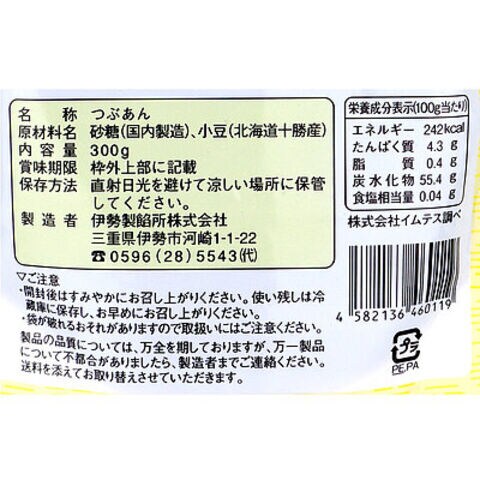 名称 つぶあん
原材料名 砂糖(国内製造)、小豆(北海道十勝産)
内容量 300g
賞味期限 枠外上部に記載
保存方法 直射日光を避けて涼しい場所に保管
してください。
製造者 伊勢製餡所株式会社
三重県伊勢市河崎1-1-22
☎0596(28)5543(代)
▽ご注意
・開封後はすみやかにお召し上がりください。使い残しは冷
蔵庫に保存し、お早めにお召し上がりください。
・袋が破れるおそれがありますので取扱いにはご注意ください。
製品の品質については、万全を期しておりますが、万一製品
について不都合がありましたら、製造者までご連絡ください。
送料を添えてお取り替えさせていただきます。
栄養成分表示(100g当たり)
エネルギー 242kcal
たんぱく質 4.3 g
脂質 0.4 g
炭水化物 55.4 g
食塩相当量 0.04 g
株式会社イムテス調べ
4 582136 460119
プラ
PE,PA